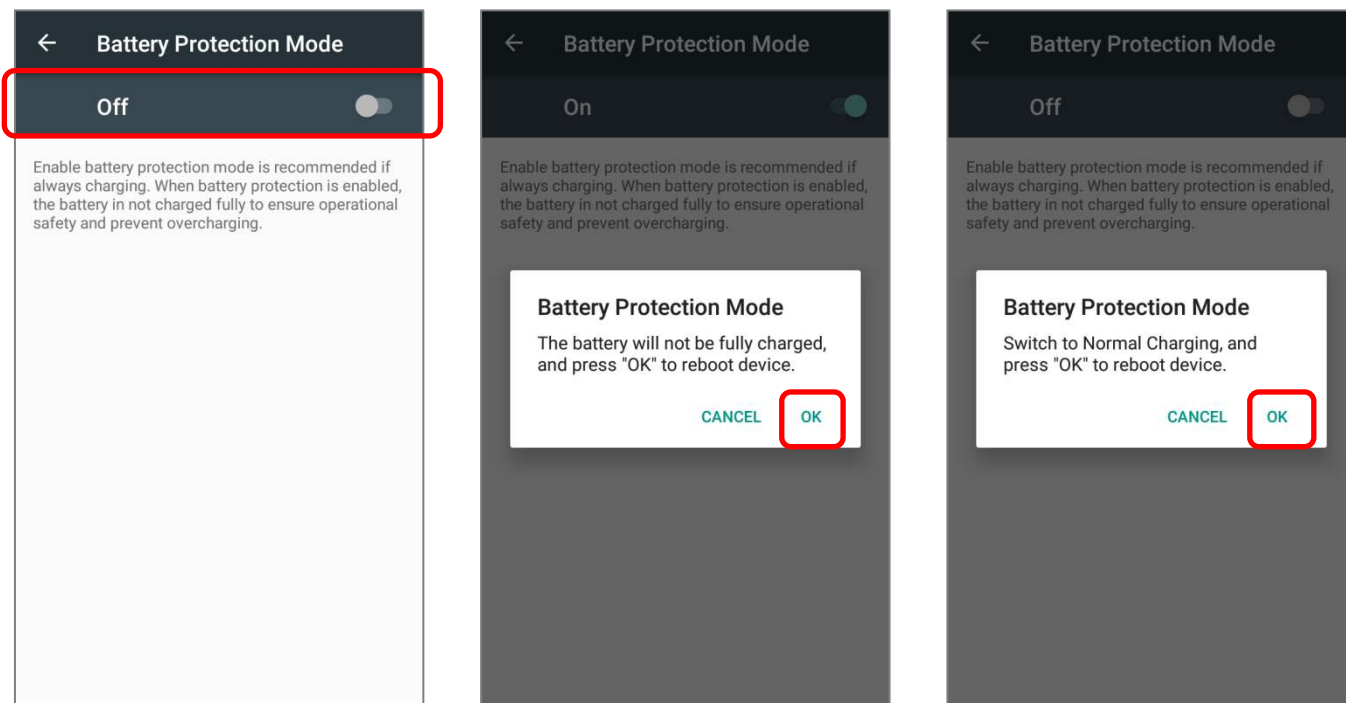 Battery Protection Mode
Off
Enable battery protection mode is recommended if
always charging. When battery protection is enabled,
the battery in not charged fully to ensure operational
safety and prevent overcharging.
Battery Protection Mode
On
Enable battery protection mode is recommended if
always charging. When battery protection is enabled,
the battery in not charged fully to ensure operational
safety and prevent overcharging.
Battery Protection Mode
The battery will not be fully charged,
and press "OK" to reboot device.
CANCEL OK
Battery Protection Mode
Off
Enable battery protection mode is recommended if
always charging. When battery protection is enabled,
the battery in not charged fully to ensure operational
safety and prevent overcharging.
Battery Protection Mode
Switch to Normal Charging, and
press "OK" to reboot device.
CANCEL OK